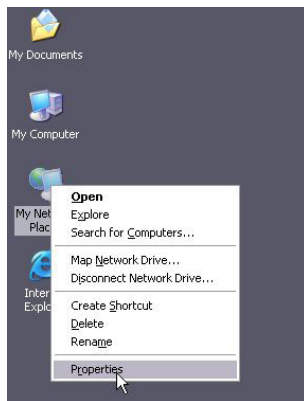 My Documents
My Computer
My Net
Plac
Inter
Explo
Open
Explore
Search for Computers...
Map Network Drive...
Disconnect Network Drive...
Create Shortcut
Delete
Rename
Properties